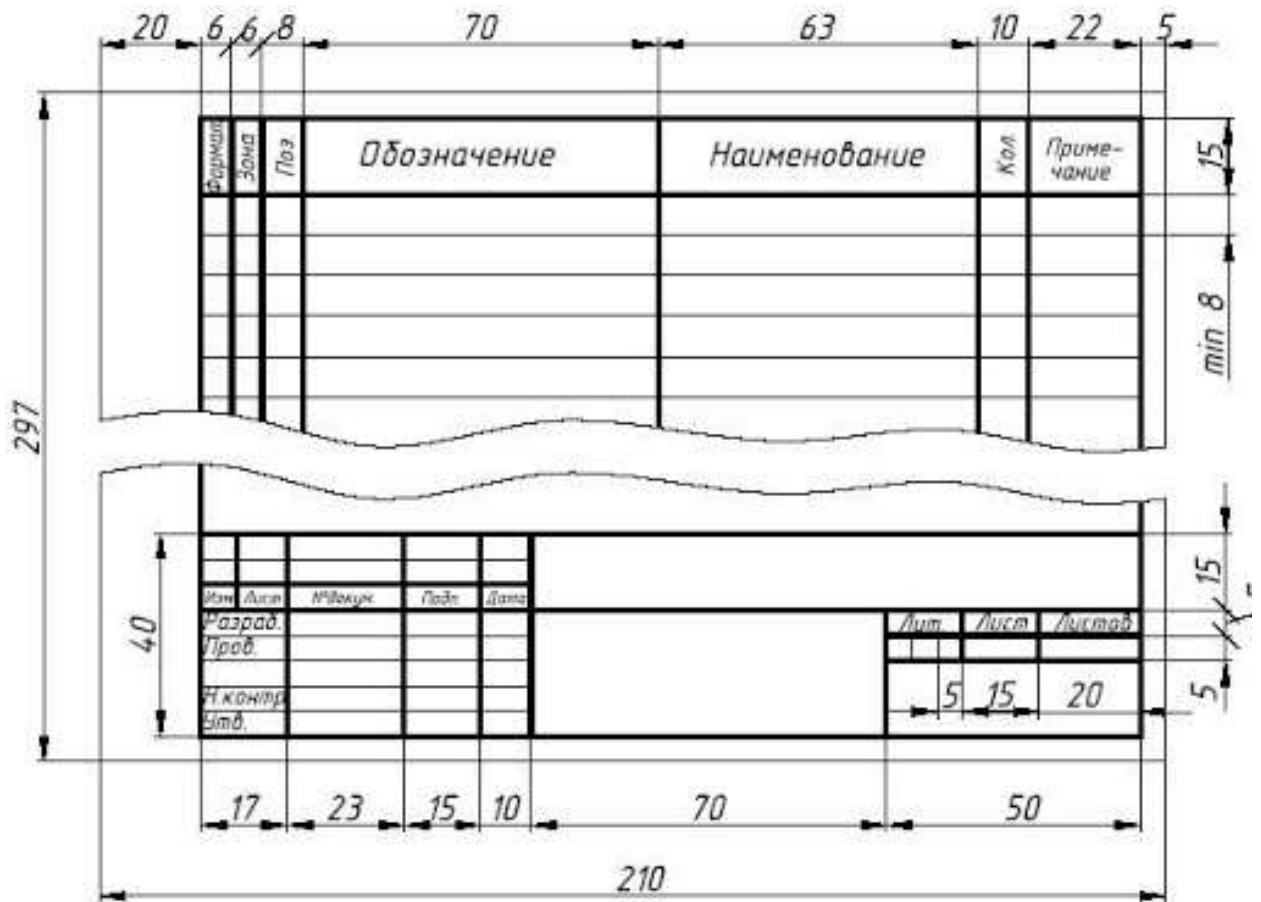 20 6 6 8 70 63 10 22 5
Формат Зона Поз. Обозначение Наименование Кол. Приме-
чание
15
min 8
297
15
40
Изм Лист №докум. Подп. Дата
Разраб.
Лит. Лист Листов
Пров.
5 15 20
5
Н.контр.
Утв.
17 23 15 10 70 50
210